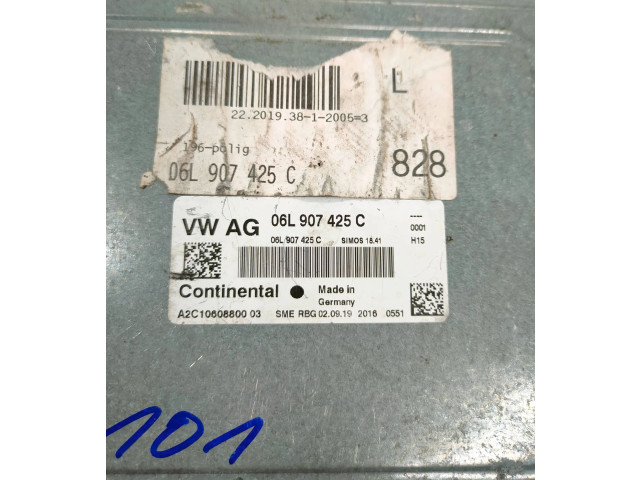 L
22.2019.38-1-2005=3
196-polig
06L 907 425 C
828
VW AG 06L 907 425 C
06L 907 425 C SIMOS 18.41
----
0001
H15
Continental Made in
Germany
A2C10608800 03 SME RBG 02.09.19 2016 0551
101